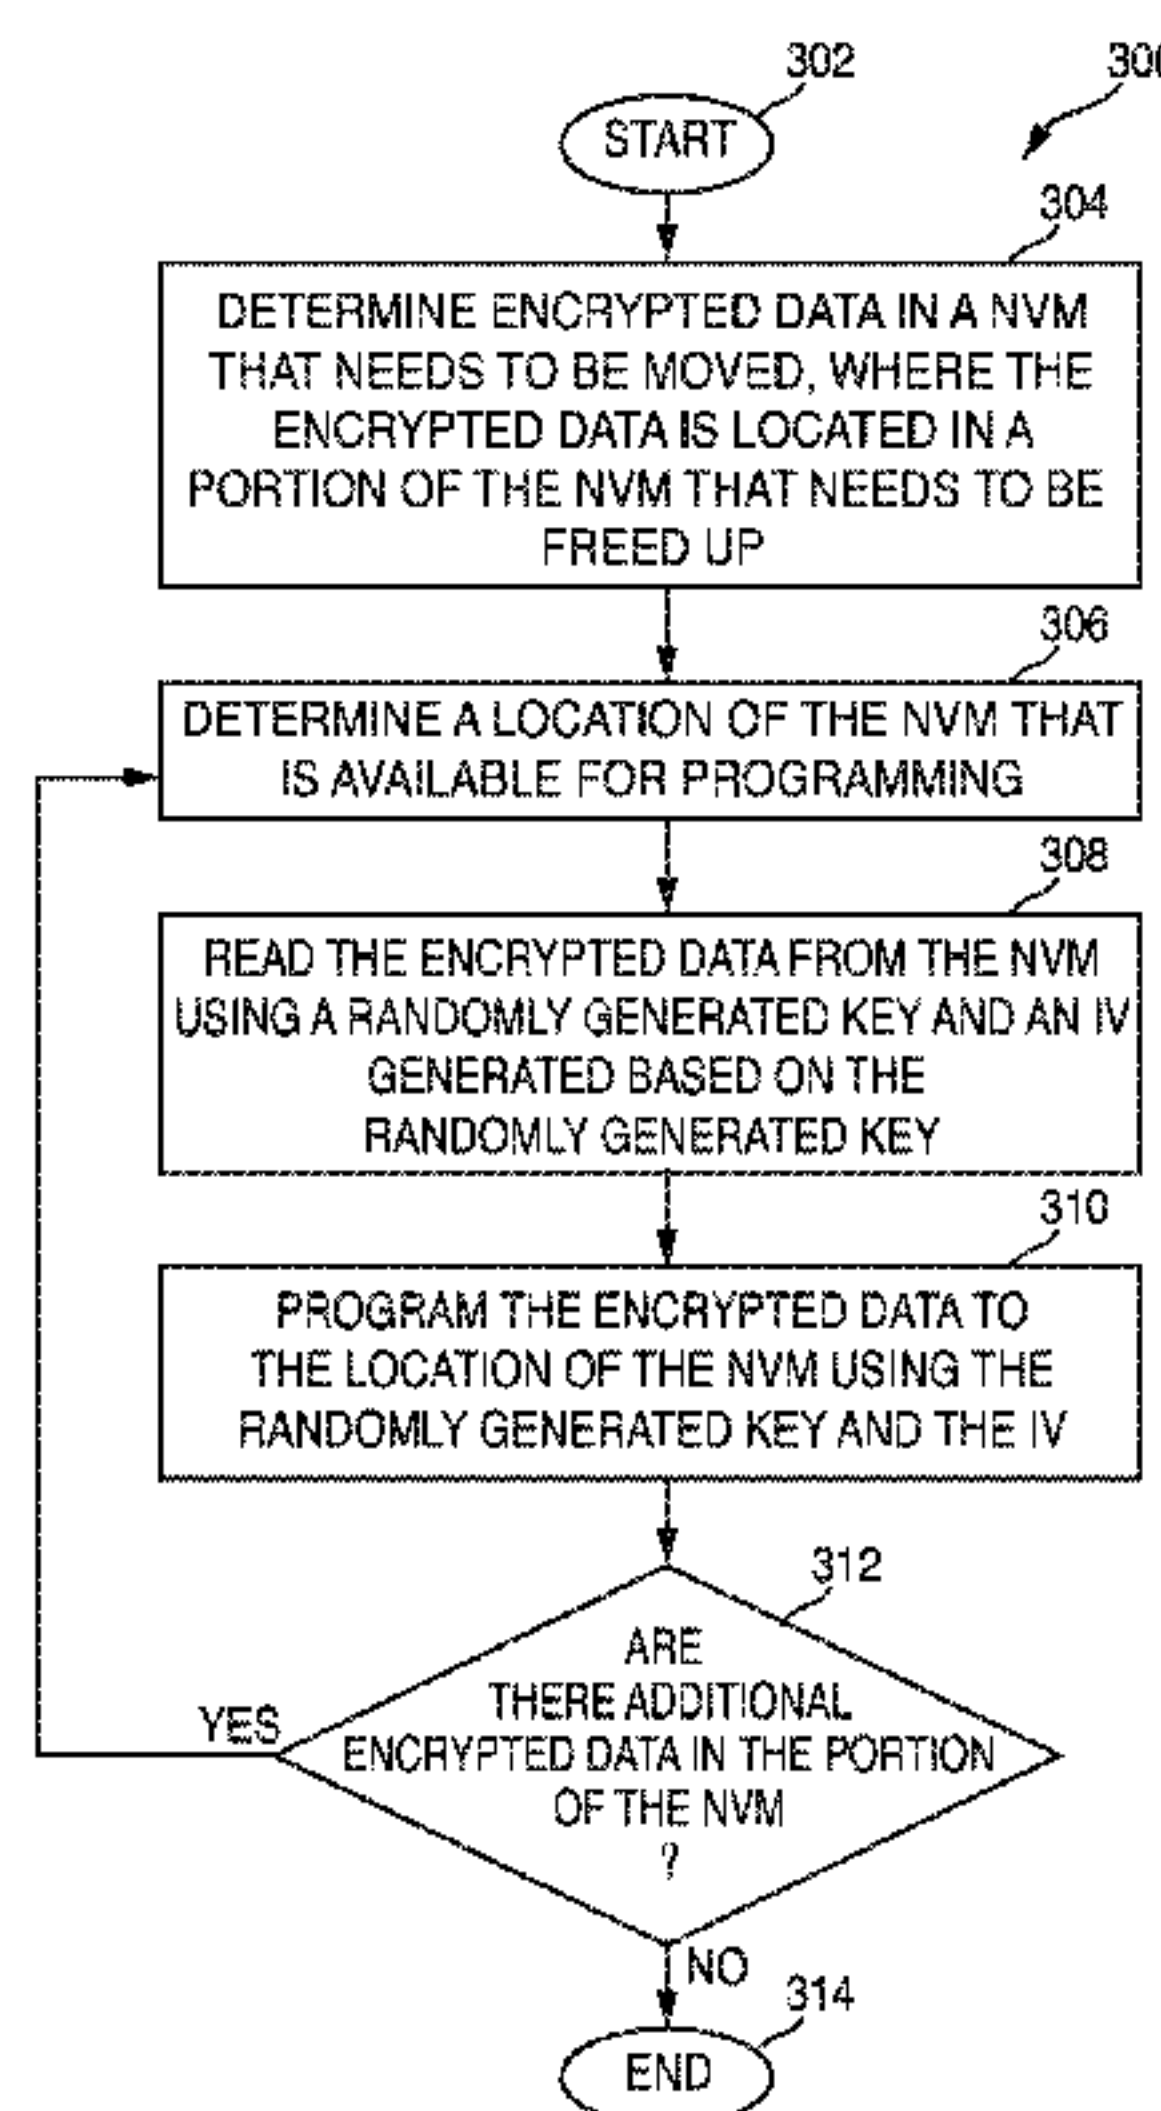 302
300
START
304
DETERMINE ENCRYPTED DATA IN A NVM
THAT NEEDS TO BE MOVED, WHERE THE
ENCRYPTED DATA IS LOCATED IN A
PORTION OF THE NVM THAT NEEDS TO BE
FREED UP
306
DETERMINE A LOCATION OF THE NVM THAT
IS AVAILABLE FOR PROGRAMMING
308
READ THE ENCRYPTED DATA FROM THE NVM
USING A RANDOMLY GENERATED KEY AND AN IV
GENERATED BASED ON THE
RANDOMLY GENERATED KEY
310
PROGRAM THE ENCRYPTED DATA TO
THE LOCATION OF THE NVM USING THE
RANDOMLY GENERATED KEY AND THE IV
312
ARE
THERE ADDITIONAL
YES
ENCRYPTED DATA IN THE PORTION
OF THE NVM
?
NO
314
END